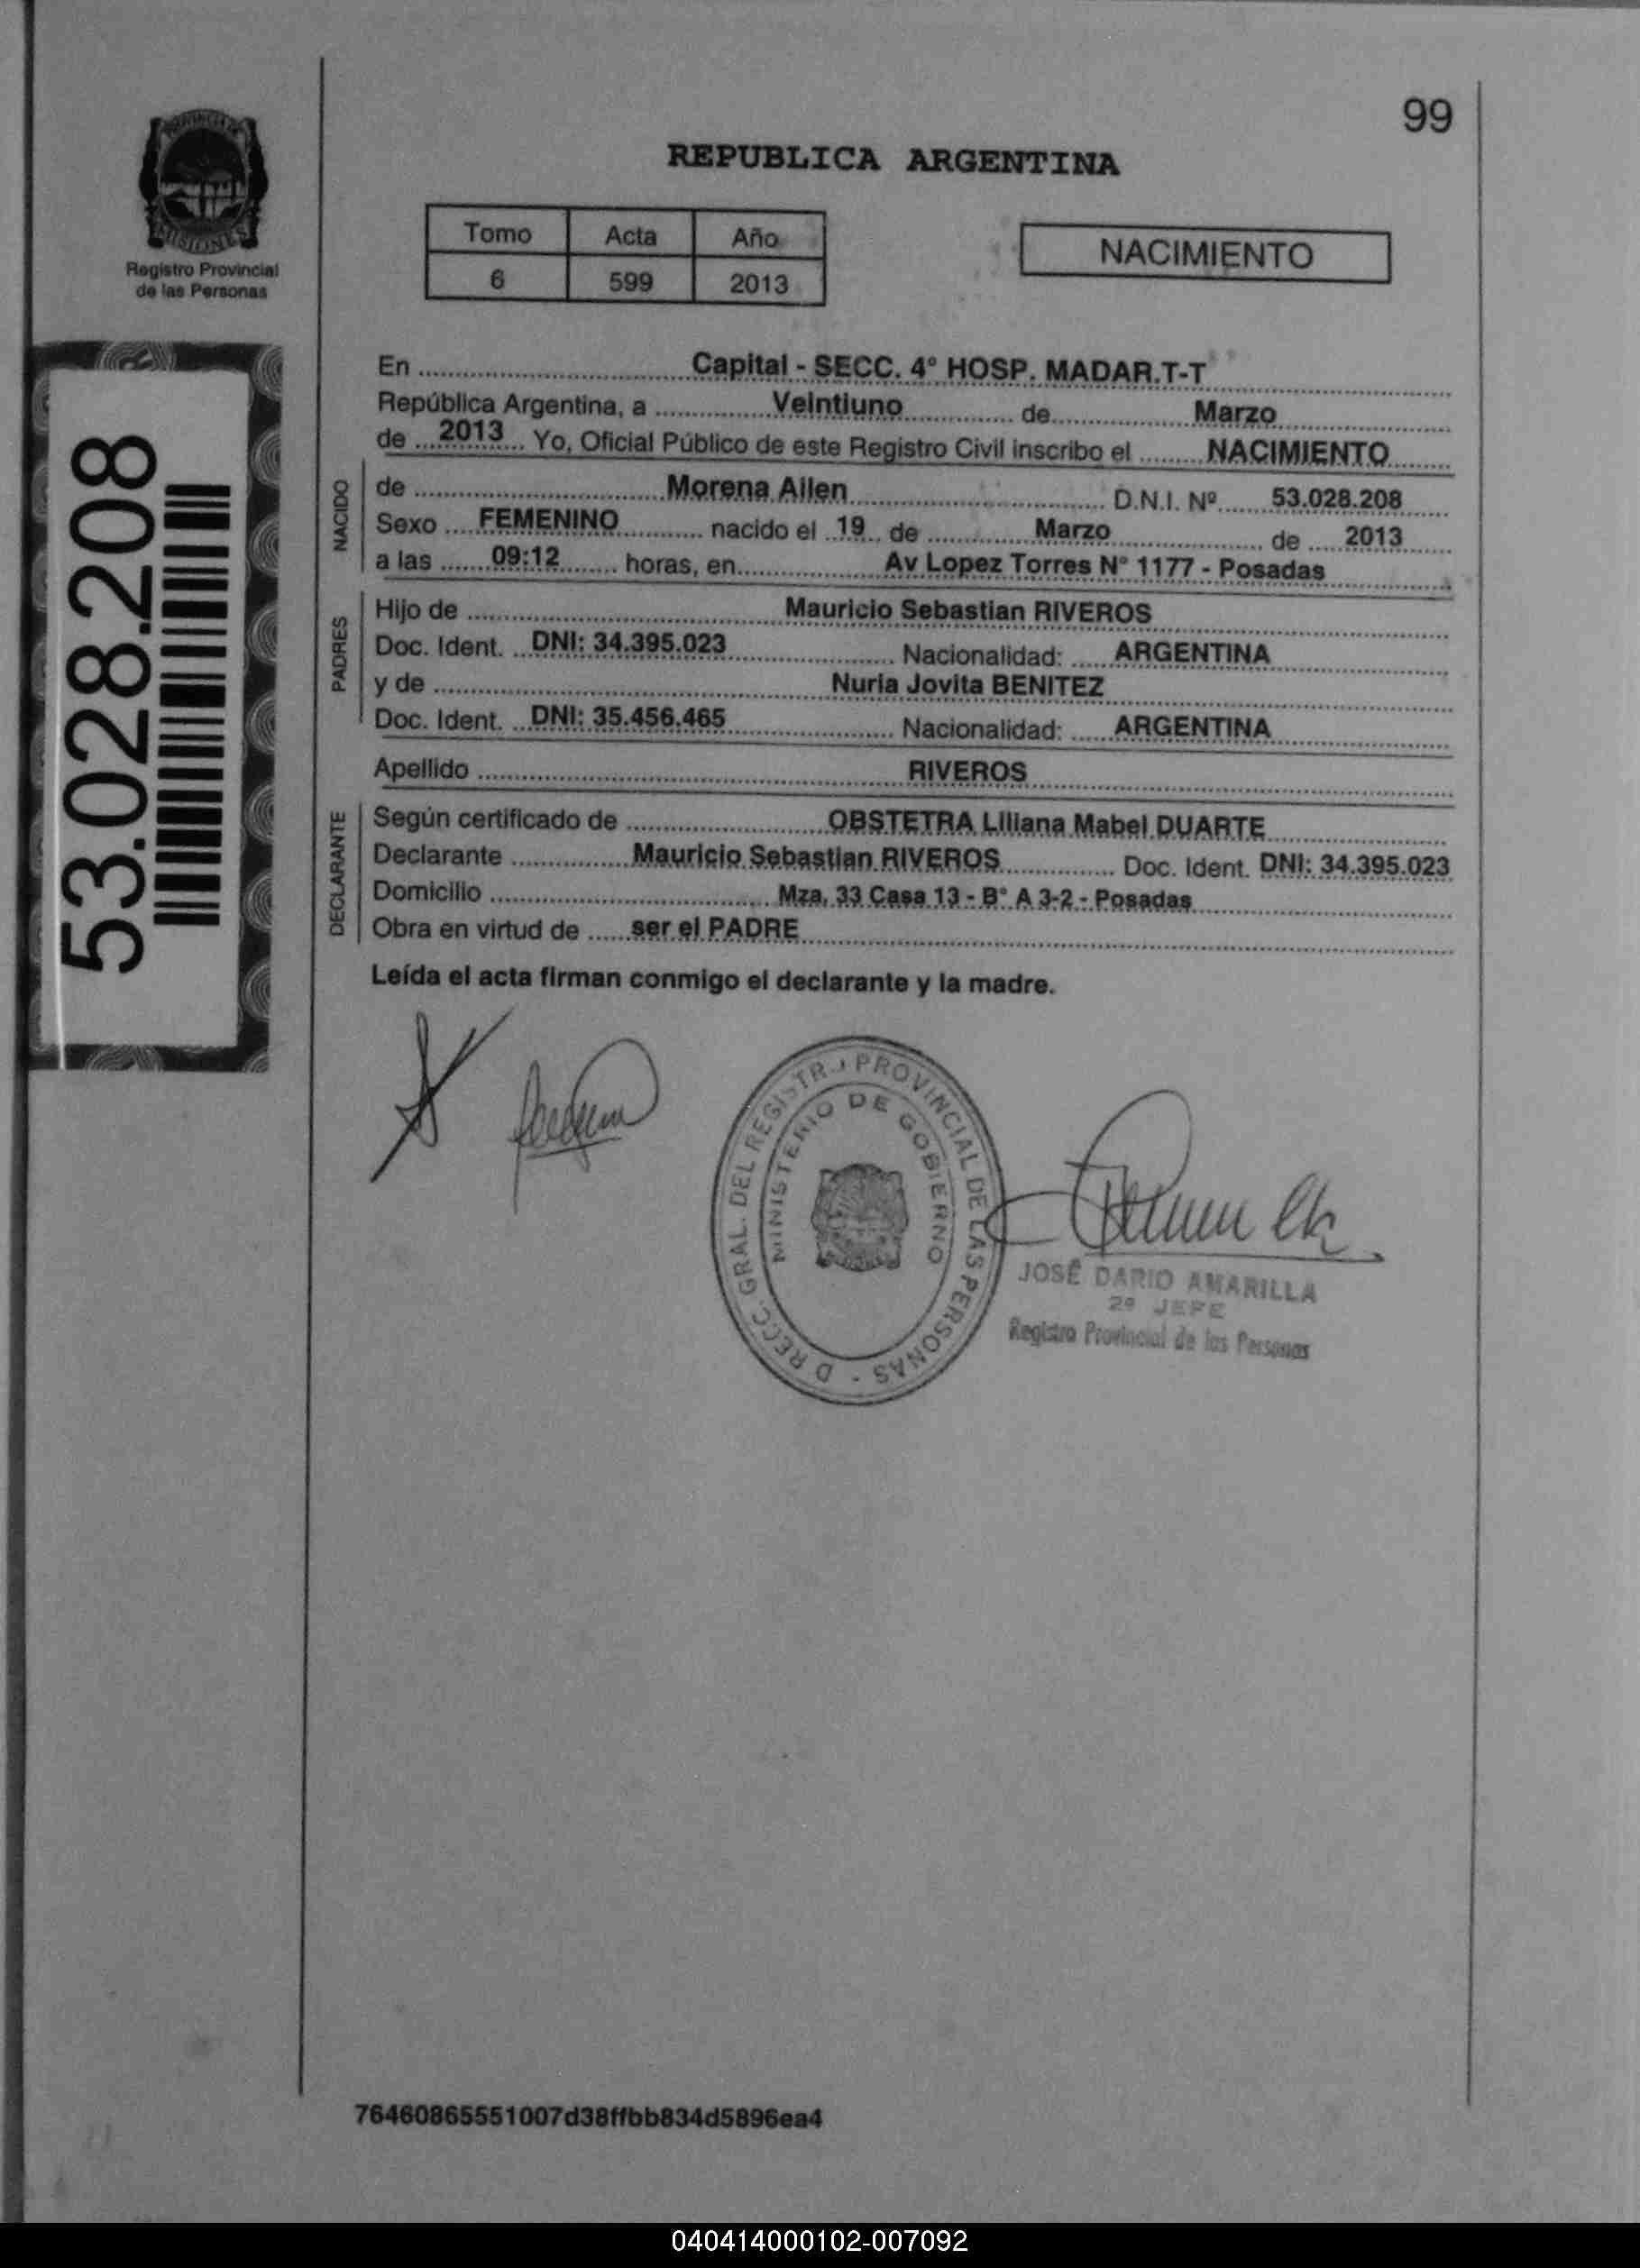 99
REPUBLICA ARGENTINA
PROVINCIA DE
MISIONES
Registro Provincial
de las Personas
Tomo Acta Año
6 599 2013
NACIMIENTO
53.028.208
En Capital - SECC. 4° HOSP. MADAR.T-T
República Argentina, a Veintiuno de Marzo
de 2013 Yo, Oficial Público de este Registro Civil inscribo el NACIMIENTO
NACIDO
de Morena Ailen D.N.I. Nº 53.028.208
Sexo FEMENINO nacido el 19 de Marzo de 2013
a las 09:12 horas, en Av Lopez Torres N° 1177 - Posadas
PADRES
Hijo de Mauricio Sebastian RIVEROS
Doc. Ident. DNI: 34.395.023 Nacionalidad: ARGENTINA
y de Nuria Jovita BENITEZ
Doc. Ident. DNI: 35.456.465 Nacionalidad: ARGENTINA
Apellido RIVEROS
DECLARANTE
Según certificado de OBSTETRA Liliana Mabel DUARTE
Declarante Mauricio Sebastian RIVEROS Doc. Ident. DNI: 34.395.023
Domicilio Mza. 33 Casa 13 - B° A 3-2 - Posadas
Obra en virtud de ser el PADRE
Leída el acta firman conmigo el declarante y la madre.
D RECC. GRAL. DEL REGISTRO PROVINCIAL DE LAS PERSONAS -
MINISTERIO DE GOBIERNO
JOSÉ DARIO AMARILLA
2º JEFE
Registro Provincial de las Personas
76460865551007d38ffbb834d5896ea4
040414000102-007092